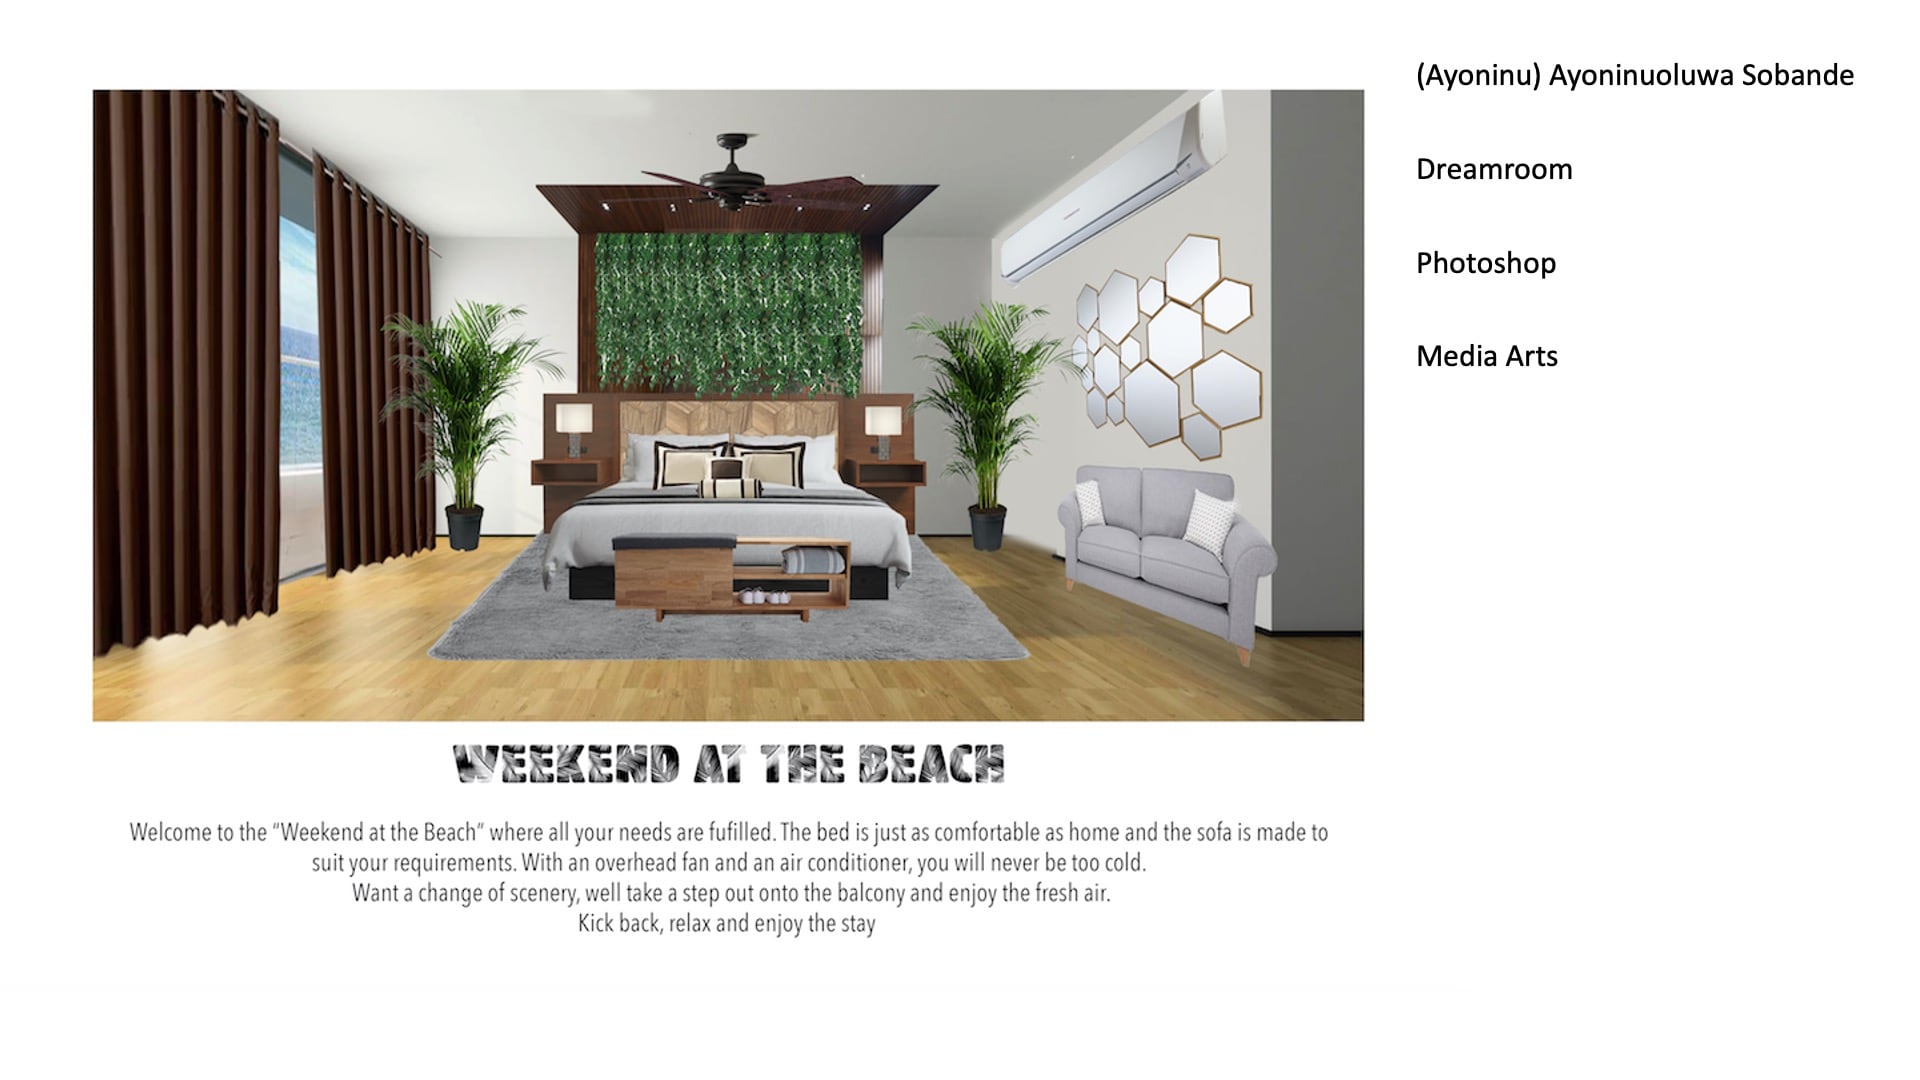 (Ayoninu) Ayoninuoluwa Sobande
Dreamroom
Photoshop
Media Arts
WEEKEND AT THE BEACH
Welcome to the “Weekend at the Beach” where all your needs are fufilled. The bed is just as comfortable as home and the sofa is made to
suit your requirements. With an overhead fan and an air conditioner, you will never be too cold.
Want a change of scenery, well take a step out onto the balcony and enjoy the fresh air.
Kick back, relax and enjoy the stay